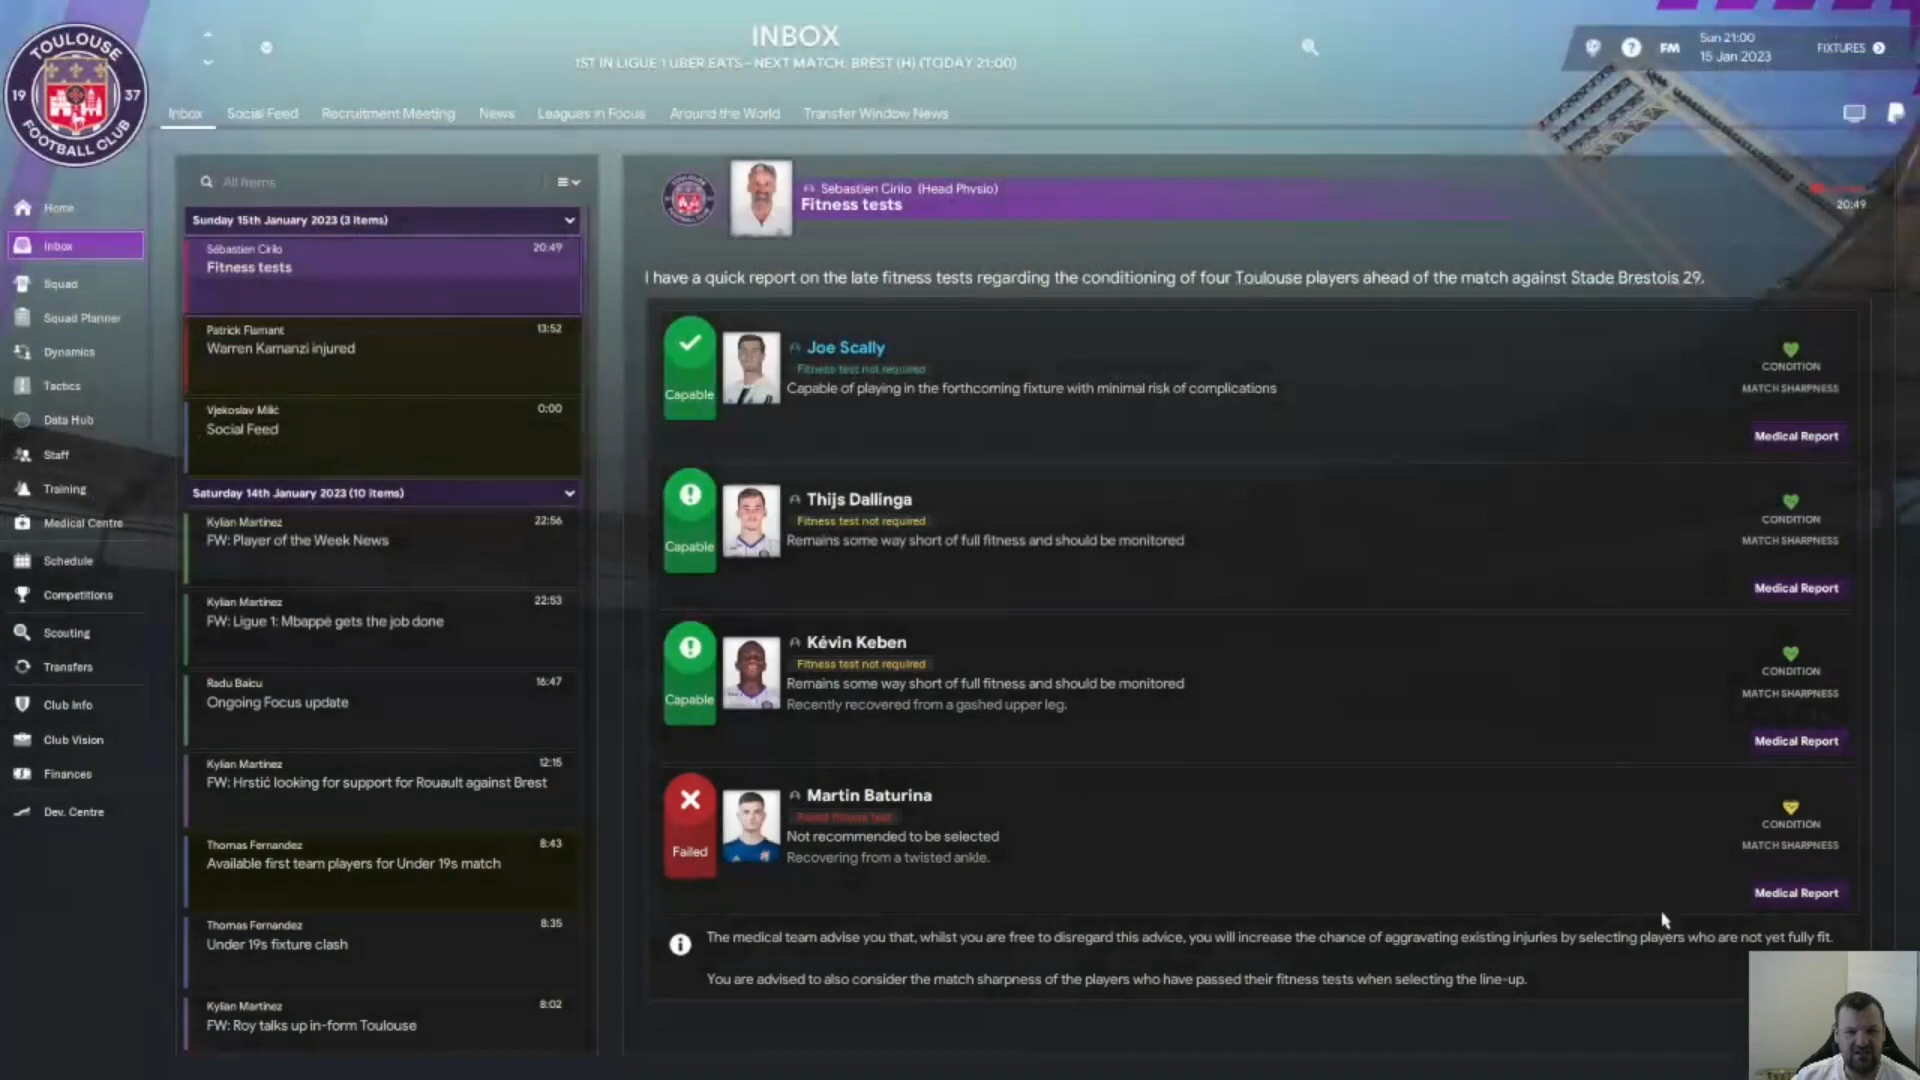 TOULOUSE
19 37
FOOTBALL CLUB
INBOX
1ST IN LIGUE 1 UBER EATS - NEXT MATCH: BREST (H) (TODAY 21:00)
FM
Sun 21:00
15 Jan 2023
FIXTURES
Inbox Social Feed Recruitment Meeting News Leagues in Focus Around the World Transfer Window News
Home
Inbox
Squad
Squad Planner
Dynamics
Tactics
Data Hub
Staff
Training
Medical Centre
Schedule
Competitions
Scouting
Transfers
Club Info
Club Vision
Finances
Dev. Centre
All Items
Sunday 15th January 2023 (3 Items)
Sébastien Cirilo 20:49
Fitness tests
Patrick Flamant 13:52
Warren Kamanzi injured
Vjekoslav Milić 0:00
Social Feed
Saturday 14th January 2023 (10 Items)
Kylian Martinez 22:56
FW: Player of the Week News
Kylian Martinez 22:53
FW: Ligue 1: Mbappé gets the job done
Radu Baicu 16:47
Ongoing Focus update
Kylian Martinez 12:15
FW: Hrstić looking for support for Rouault against Brest
Thomas Fernandez 8:43
Available first team players for Under 19s match
Thomas Fernandez 8:35
Under 19s fixture clash
Kylian Martinez 8:02
FW: Roy talks up in-form Toulouse
Sébastien Cirilo (Head Physio)
Fitness tests
20:49
I have a quick report on the late fitness tests regarding the conditioning of four Toulouse players ahead of the match against Stade Brestois 29.
Capable
Joe Scally
Fitness test not required
Capable of playing in the forthcoming fixture with minimal risk of complications
CONDITION
MATCH SHARPNESS
Medical Report
Capable
Thijs Dallinga
Fitness test not required
Remains some way short of full fitness and should be monitored
CONDITION
MATCH SHARPNESS
Medical Report
Capable
Kévin Keben
Fitness test not required
Remains some way short of full fitness and should be monitored
Recently recovered from a gashed upper leg.
CONDITION
MATCH SHARPNESS
Medical Report
Failed
Martin Baturina
Failed fitness test
Not recommended to be selected
Recovering from a twisted ankle.
CONDITION
MATCH SHARPNESS
Medical Report
The medical team advise you that, whilst you are free to disregard this advice, you will increase the chance of aggravating existing injuries by selecting players who are not yet fully fit.
You are advised to also consider the match sharpness of the players who have passed their fitness tests when selecting the line-up.